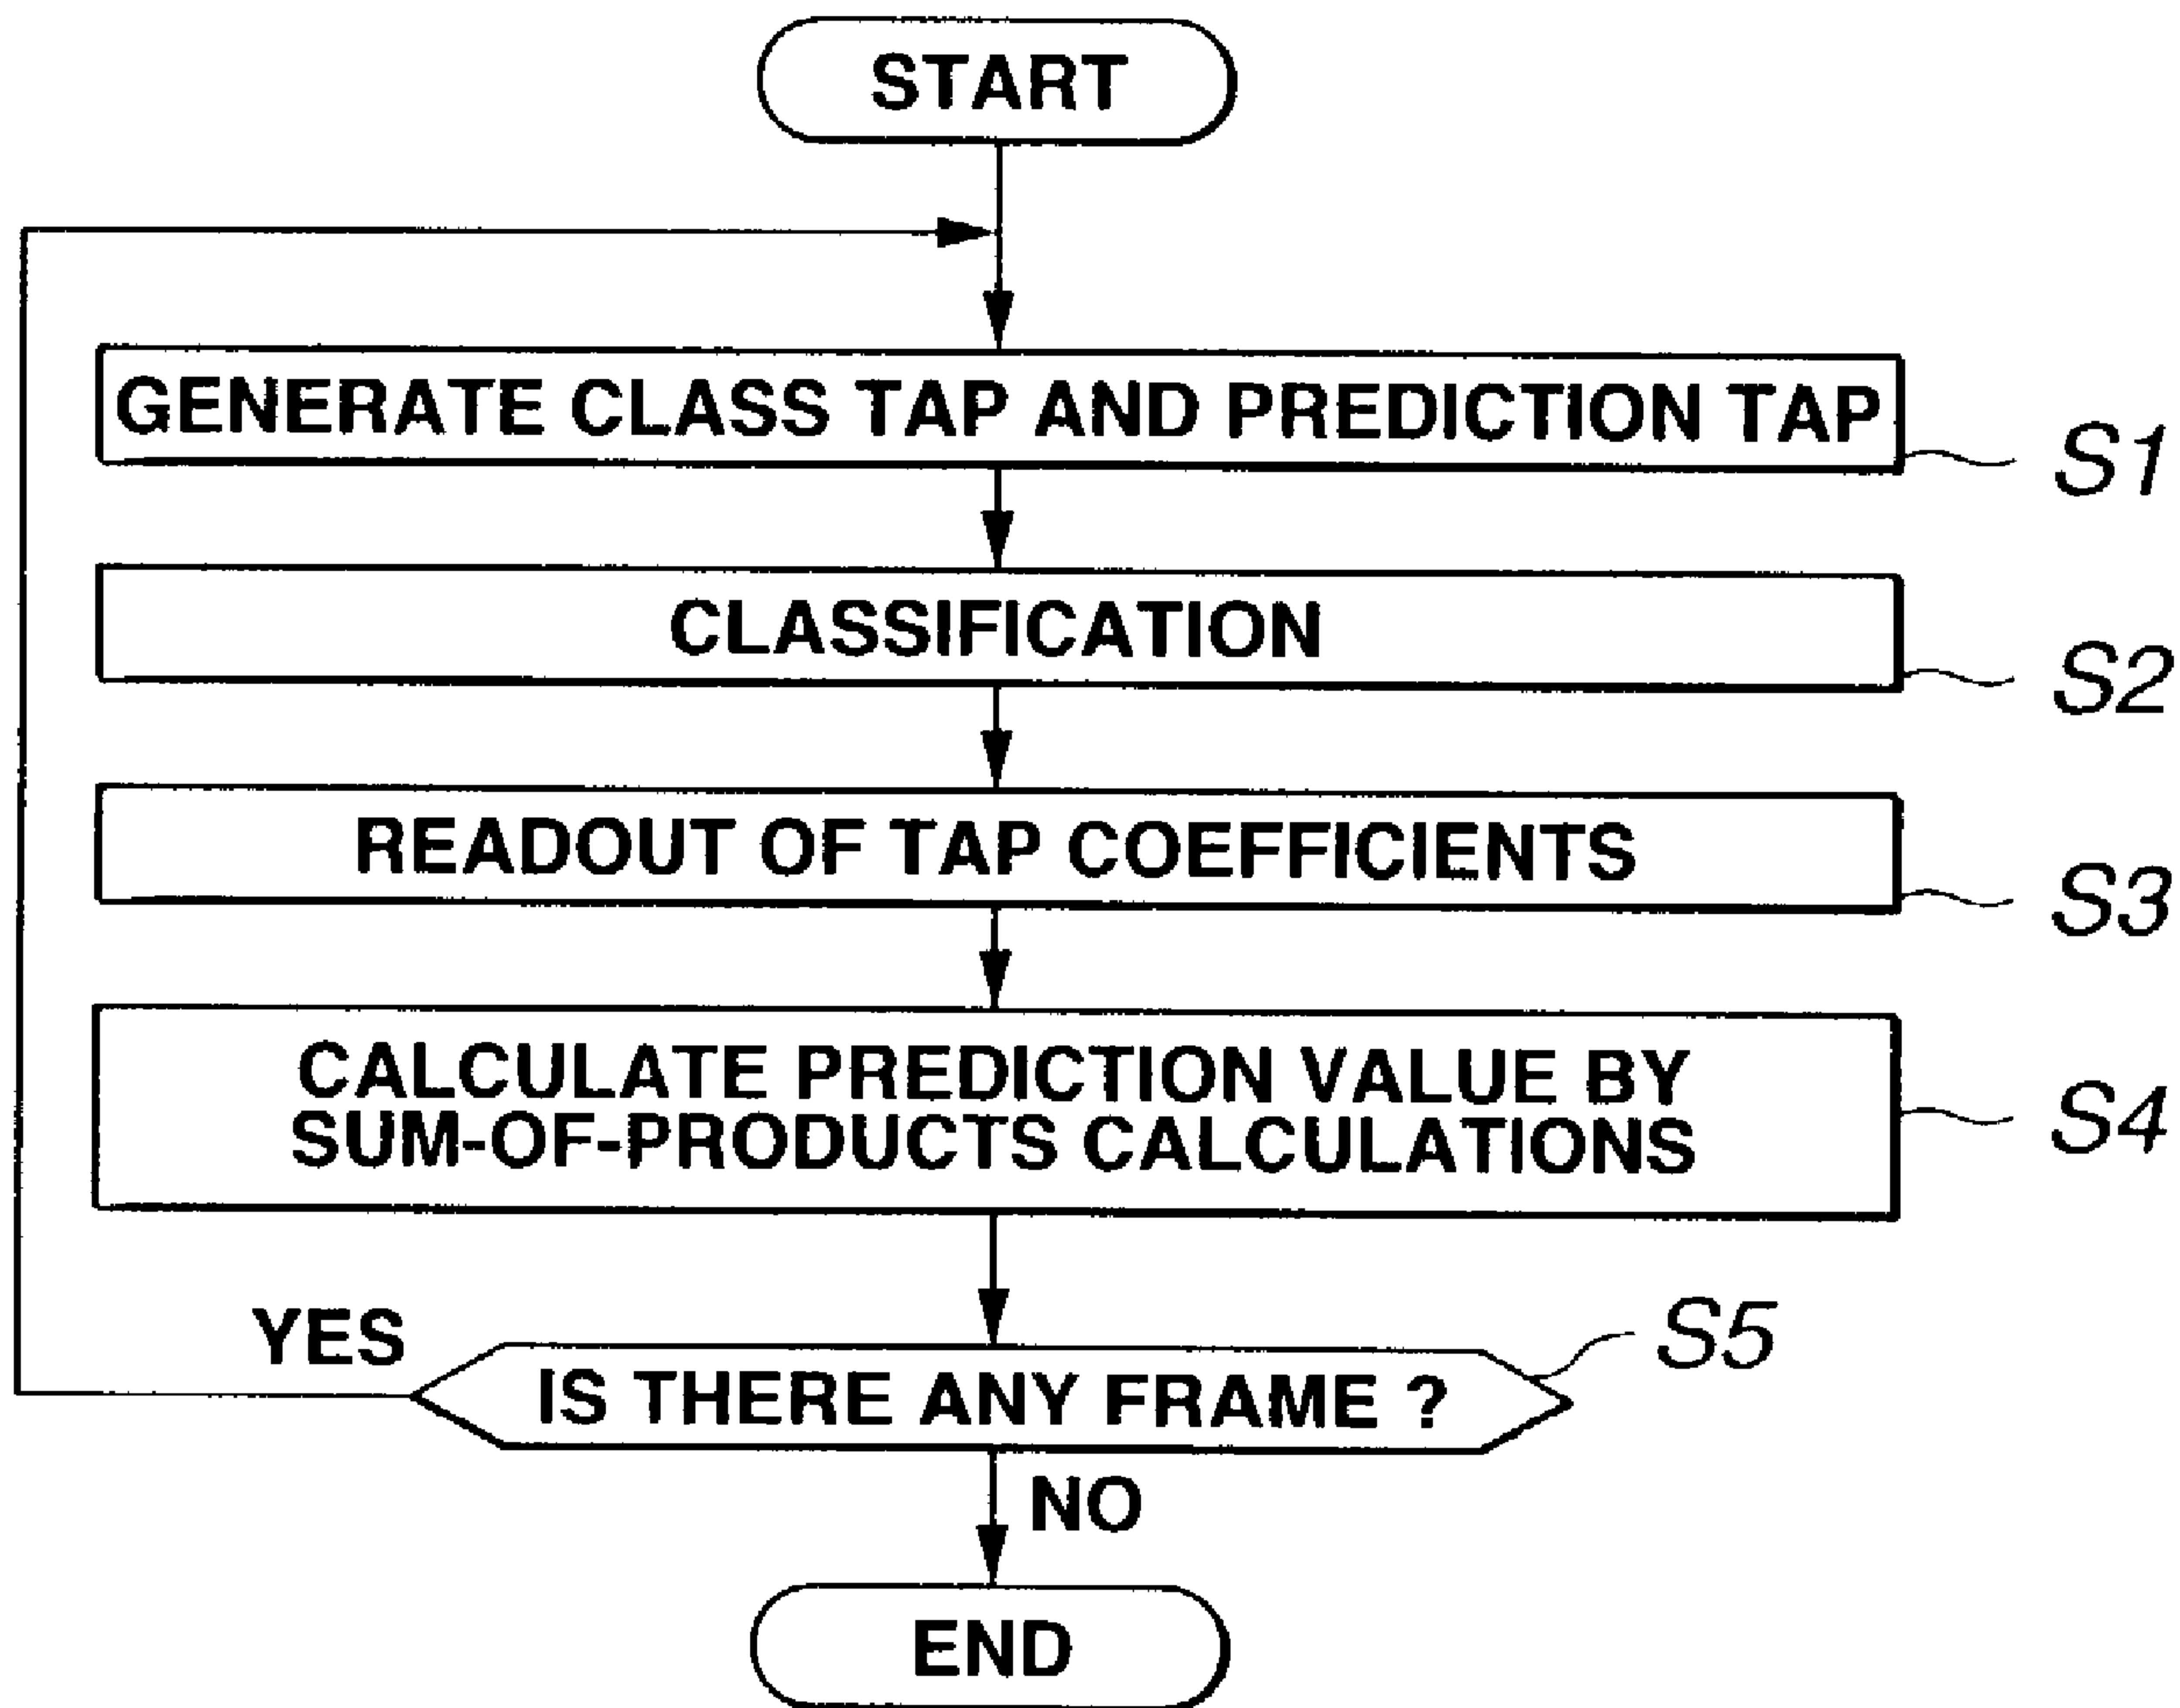 START
GENERATE CLASS TAP AND PREDICTION TAP
S1
CLASSIFICATION
S2
READOUT OF TAP COEFFICIENTS
S3
CALCULATE PREDICTION VALUE BY
SUM-OF-PRODUCTS CALCULATIONS
S4
YES
IS THERE ANY FRAME ?
S5
NO
END